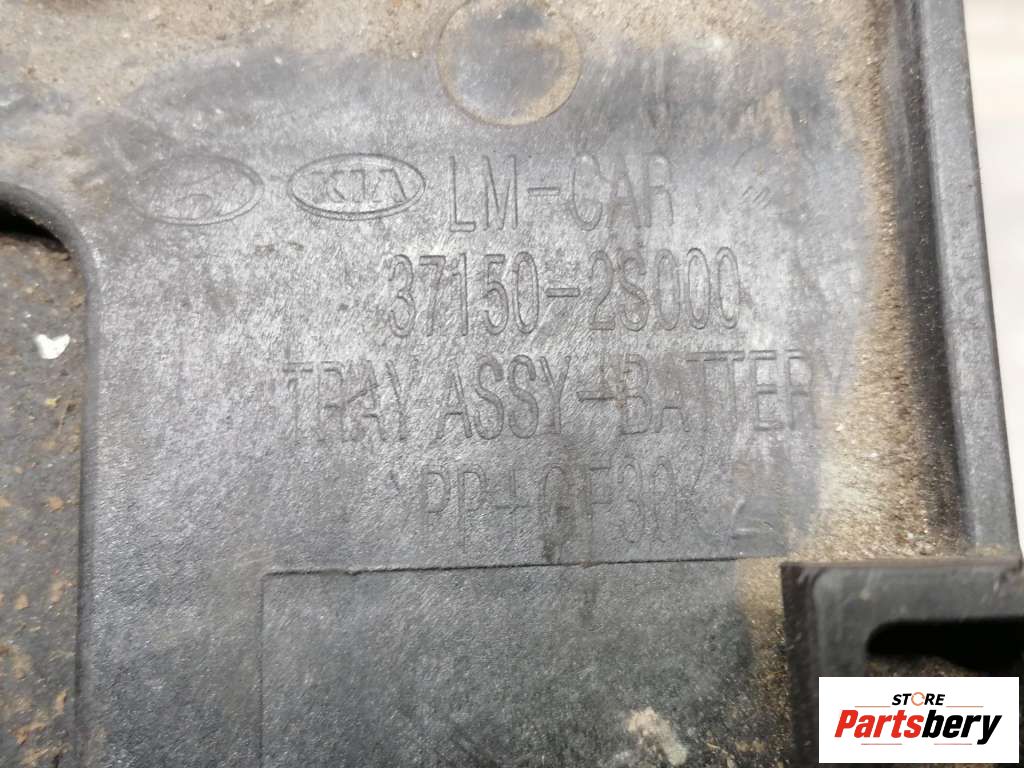 KIA LM-CAR
37150-2S000
TRAY ASSY-BATTERY
>PP+GF30<
STORE
Partsbery